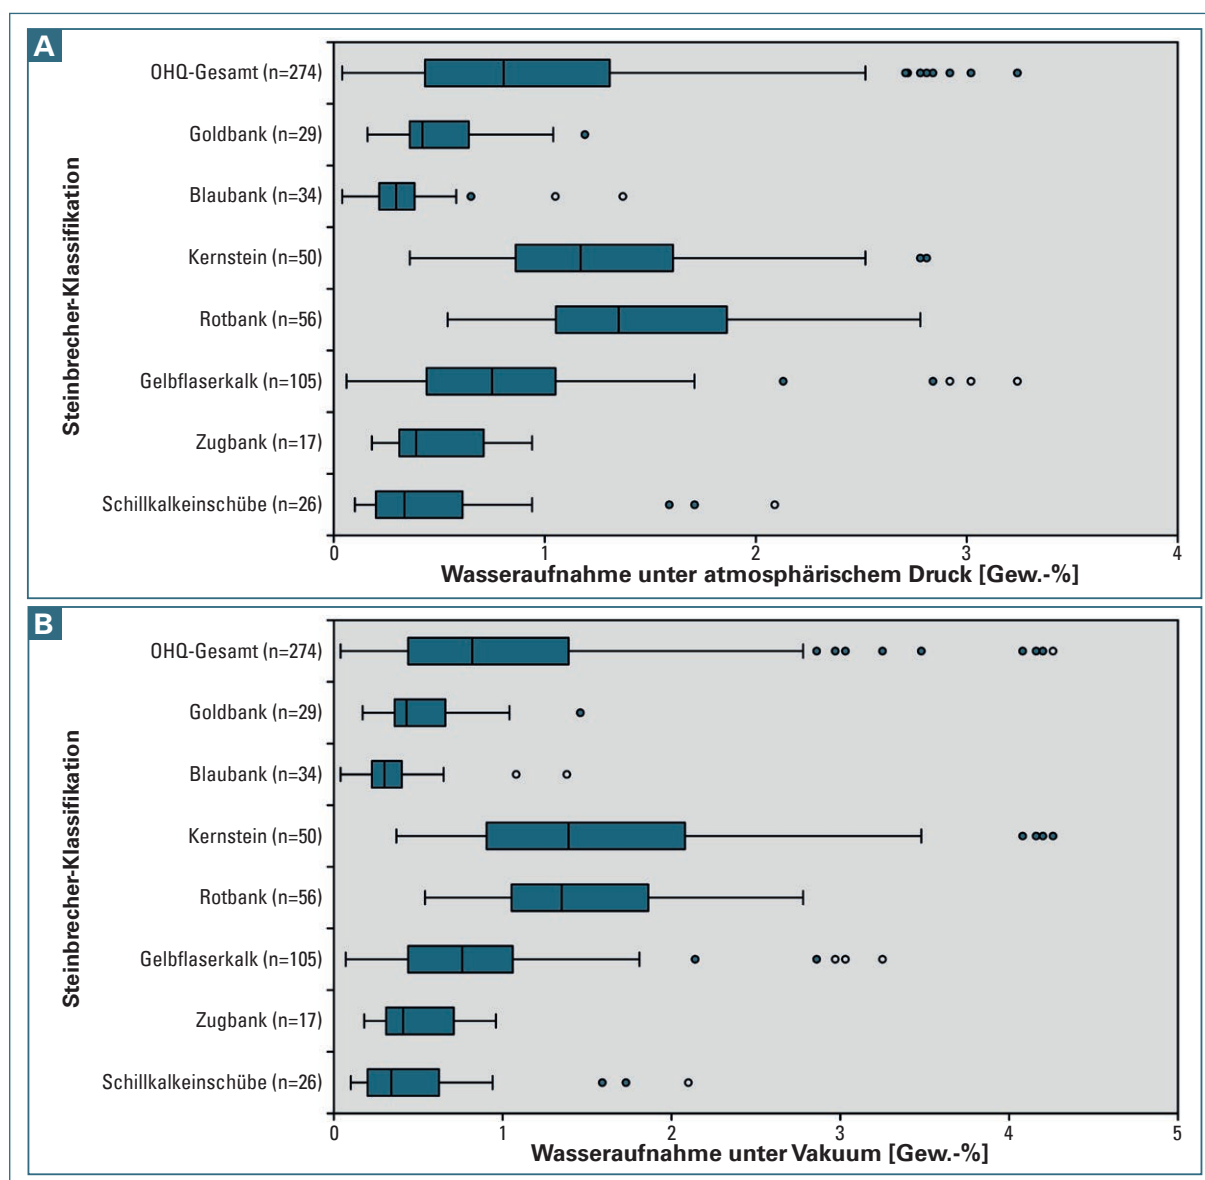 A
Steinbrecher-Klassifikation
OHQ-Gesamt (n=274)
Goldbank (n=29)
Blaubank (n=34)
Kernstein (n=50)
Rotbank (n=56)
Gelbflaserkalk (n=105)
Zugbank (n=17)
Schillkalkeinschübe (n=26)
0 1 2 3 4
Wasseraufnahme unter atmosphärischem Druck [Gew.-%]
B
Steinbrecher-Klassifikation
OHQ-Gesamt (n=274)
Goldbank (n=29)
Blaubank (n=34)
Kernstein (n=50)
Rotbank (n=56)
Gelbflaserkalk (n=105)
Zugbank (n=17)
Schillkalkeinschübe (n=26)
0 1 2 3 4 5
Wasseraufnahme unter Vakuum [Gew.-%]